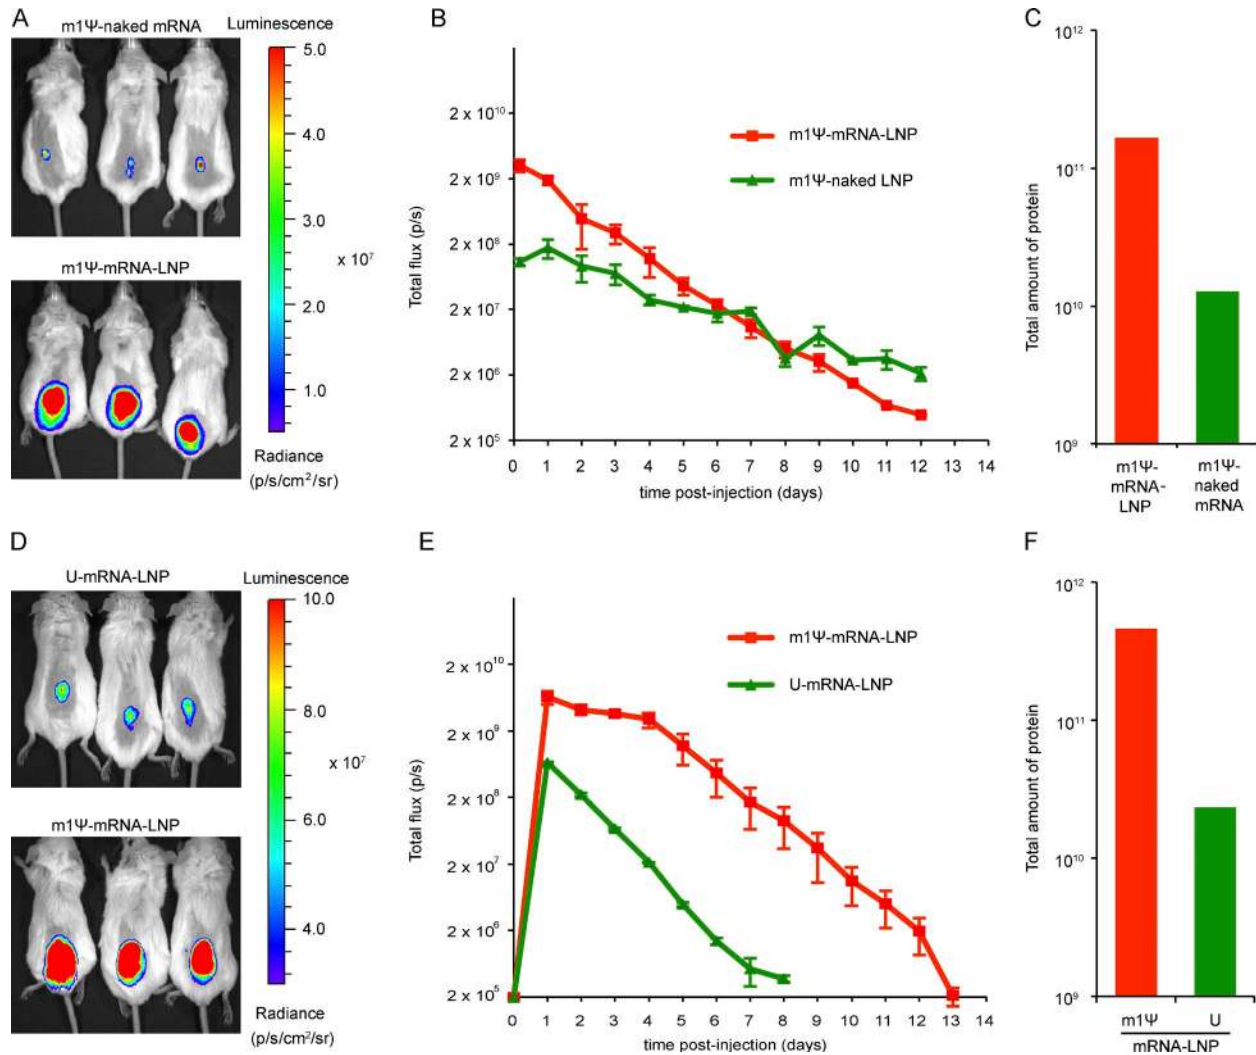 A
m1Ψ-naked mRNA
Luminescence
5.0
4.0
3.0
x 10⁷
2.0
1.0
Radiance
(p/s/cm²/sr)
m1Ψ-mRNA-LNP
B
Total flux (p/s)
2 x 10¹⁰
2 x 10⁹
2 x 10⁸
2 x 10⁷
2 x 10⁶
2 x 10⁵
m1Ψ-mRNA-LNP
m1Ψ-naked LNP
0 1 2 3 4 5 6 7 8 9 10 11 12 13 14
time post-injection (days)
C
Total amount of protein
10¹²
10¹¹
10¹⁰
10⁹
m1Ψ-
mRNA-
LNP
m1Ψ-
naked
mRNA
D
U-mRNA-LNP
Luminescence
10.0
8.0
x 10⁷
6.0
4.0
Radiance
(p/s/cm²/sr)
m1Ψ-mRNA-LNP
E
Total flux (p/s)
2 x 10¹⁰
2 x 10⁹
2 x 10⁸
2 x 10⁷
2 x 10⁶
2 x 10⁵
m1Ψ-mRNA-LNP
U-mRNA-LNP
0 1 2 3 4 5 6 7 8 9 10 11 12 13 14
time post-injection (days)
F
Total amount of protein
10¹²
10¹¹
10¹⁰
10⁹
m1Ψ U
mRNA-LNP